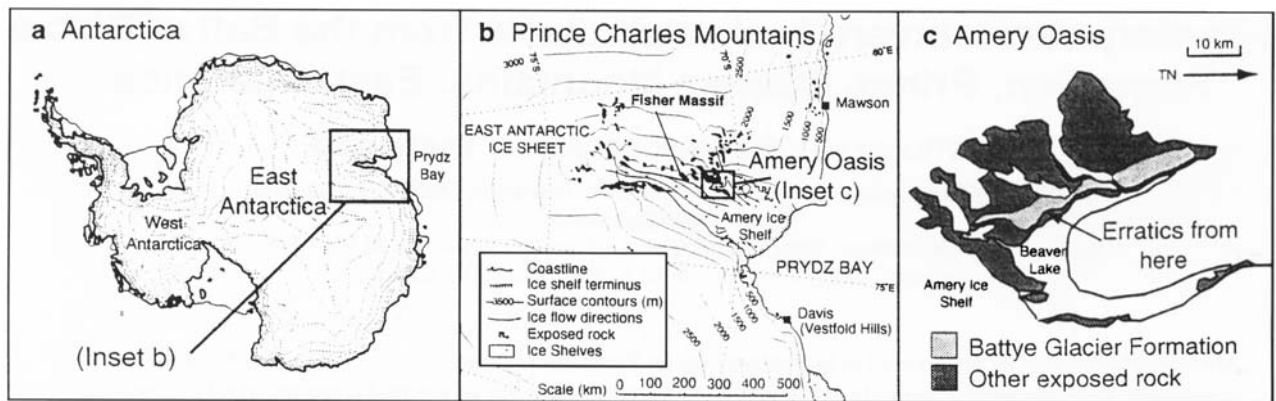 a Antarctica
Prydz
Bay
East
Antarctica
West
Antarctica
(Inset b)
b Prince Charles Mountains
3000
75°S
70°S
2500
60°E
Fisher Massif
2000
1500
1000
500
Mawson
EAST ANTARCTIC
ICE SHEET
Amery Oasis
(Inset c)
Amery Ice
Shelf
PRYDZ BAY
75°E
500
1000
1500
2000
2500
Davis
(Vestfold Hills)
Coastline
Ice shelf terminus
3500 Surface contours (m)
Ice flow directions
Exposed rock
Ice Shelves
Scale (km) 0 100 200 300 400 500
c Amery Oasis
10 km
TN
Erratics from
here
Beaver
Lake
Amery Ice
Shelf
Battye Glacier Formation
Other exposed rock